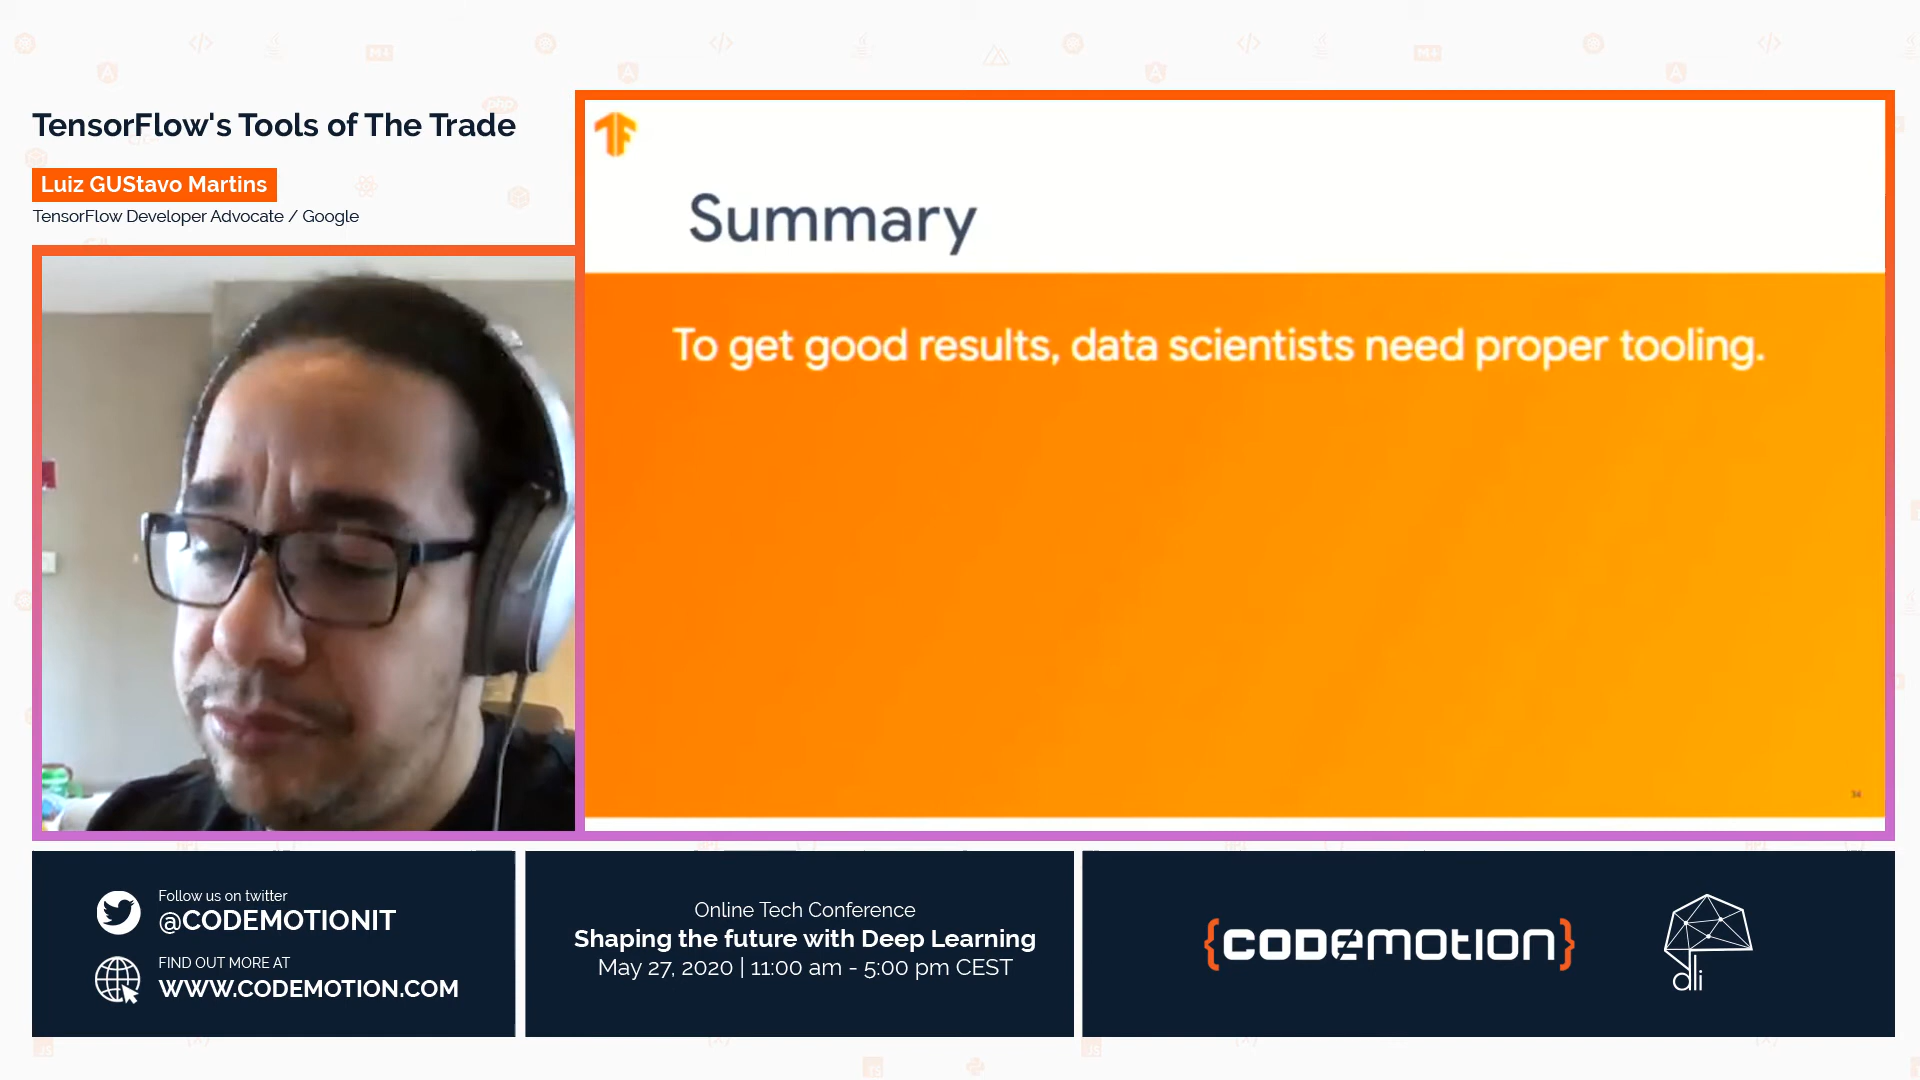 TensorFlow's Tools of The Trade
Luiz GUStavo Martins
TensorFlow Developer Advocate / Google
Summary
To get good results, data scientists need proper tooling.
34
Follow us on twitter
@CODEMOTIONIT
FIND OUT MORE AT
WWW.CODEMOTION.COM
Online Tech Conference
Shaping the future with Deep Learning
May 27, 2020 | 11:00 am - 5:00 pm CEST
{CODEMOTION}
dli